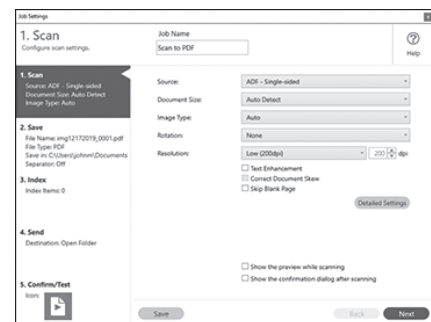 Job Settings
1. Scan
Configure scan settings.
Job Name
Scan to PDF
Help
1. Scan
Source: ADF - Single-sided
Document Size: Auto Detect
Image Type: Auto
2. Save
File Name: img12172019_0001.pdf
File Type: PDF
Save in: C:\Users\johnm\Documents
Separator: Off
3. Index
Index Items: 0
4. Send
Destination: Open Folder
5. Confirm/Test
Icon:
Source:
ADF - Single-sided
Document Size:
Auto Detect
Image Type:
Auto
Rotation:
None
Resolution:
Low (200dpi)
200 dpi
Text Enhancement
Correct Document Skew
Skip Blank Page
Detailed Settings
Show the preview while scanning
Show the confirmation dialog after scanning
Save
Back
Next